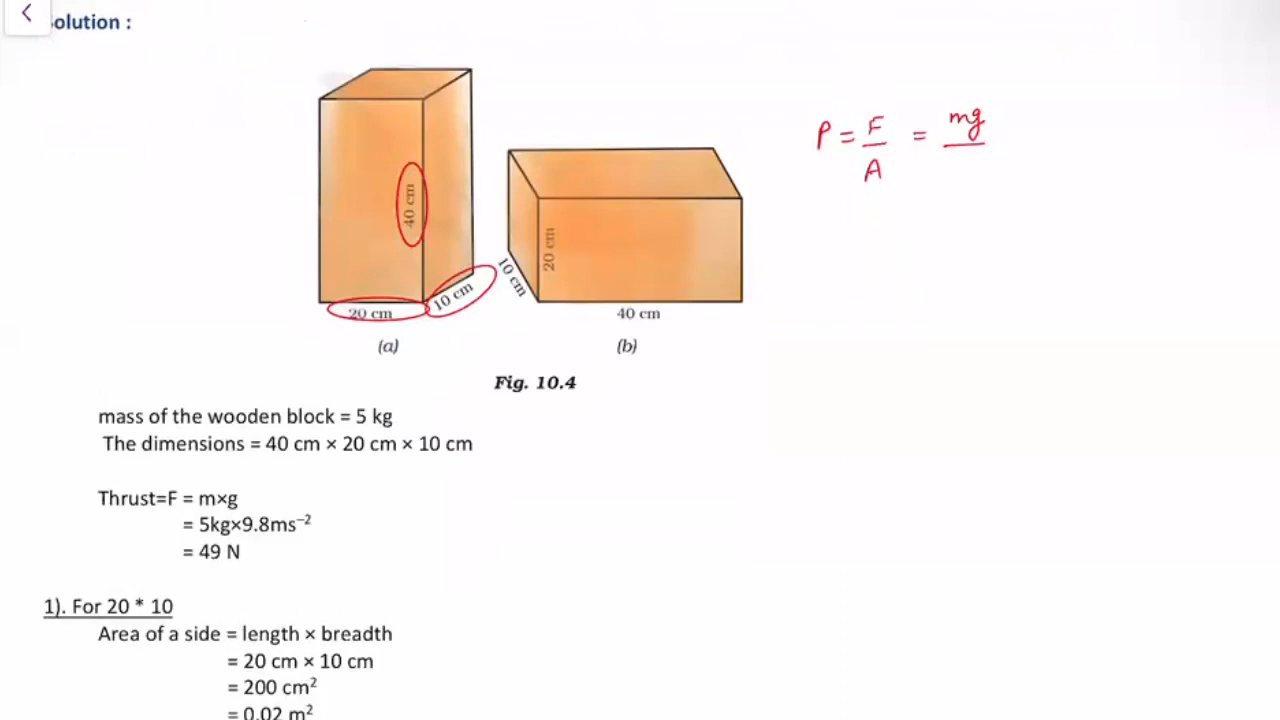 olution :
P = F/A = mg
40 cm
20 cm
10 cm
10 cm
20 cm
40 cm
(a)
(b)
Fig. 10.4
mass of the wooden block = 5 kg
The dimensions = 40 cm × 20 cm × 10 cm
Thrust=F = m×g
= 5kg×9.8ms⁻²
= 49 N
1). For 20 * 10
Area of a side = length × breadth
= 20 cm × 10 cm
= 200 cm²
= 0.02 m²